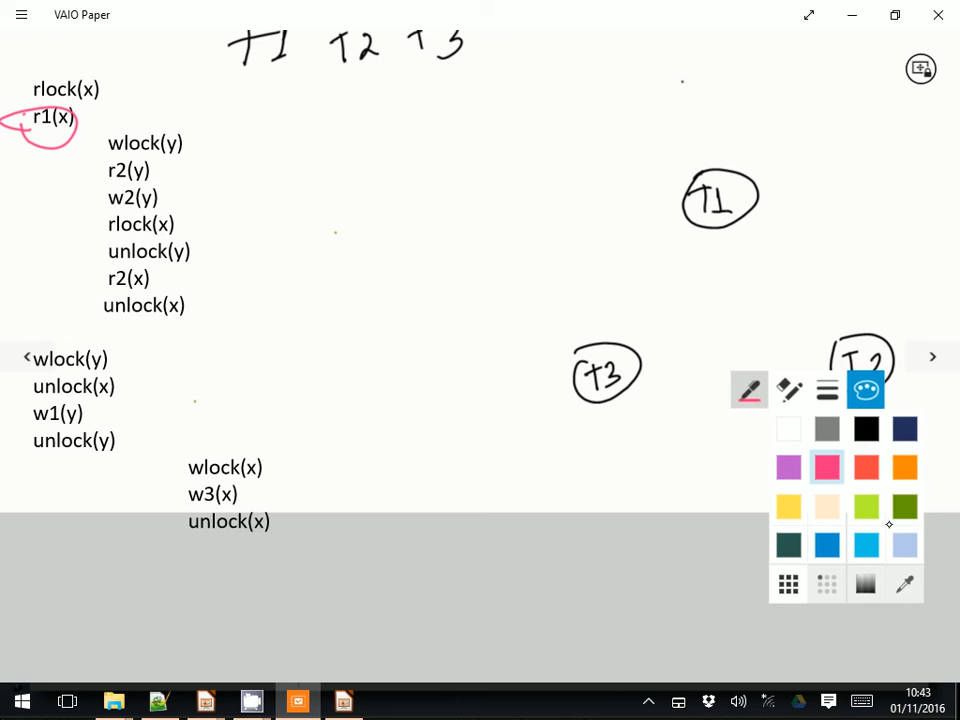 VAIO Paper
T1 T2 T3
rlock(x)
r1(x)
wlock(y)
r2(y)
w2(y)
rlock(x)
unlock(y)
r2(x)
unlock(x)
wlock(y)
unlock(x)
w1(y)
unlock(y)
wlock(x)
w3(x)
unlock(x)
T1
T3
T2
10:43
01/11/2016